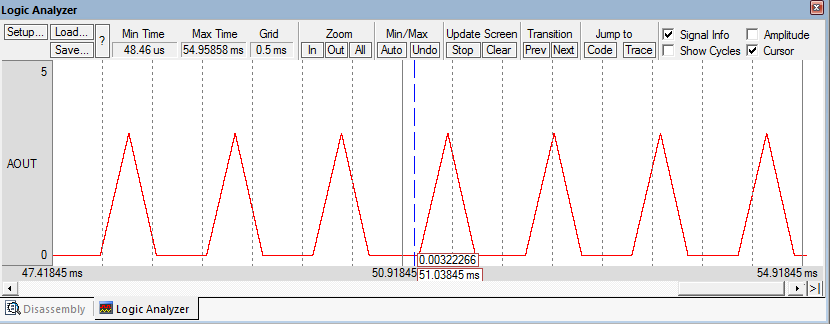 Logic Analyzer
Setup... Load... Save... ? Min Time Max Time Grid Zoom Min/Max Update Screen Transition Jump to Signal Info Amplitude
48.46 us 54.95858 ms 0.5 ms In Out All Auto Undo Stop Clear Prev Next Code Trace Show Cycles Cursor
5
AOUT
0
0.00322266
47.41845 ms 50.91845 51.03845 ms 54.91845 ms
>|
Disassembly Logic Analyzer